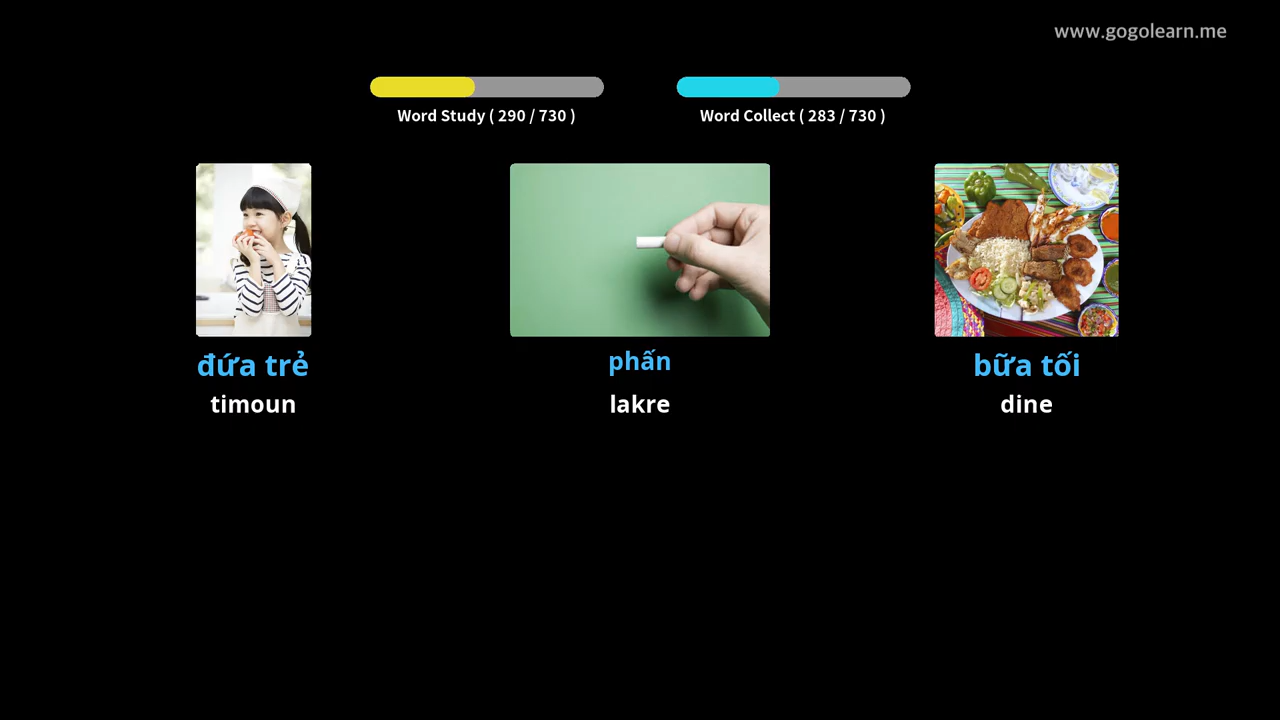 www.gogolearn.me
Word Study ( 290 / 730 )
Word Collect ( 283 / 730 )
đứa trẻ
phấn
bữa tối
timoun
lakre
dine